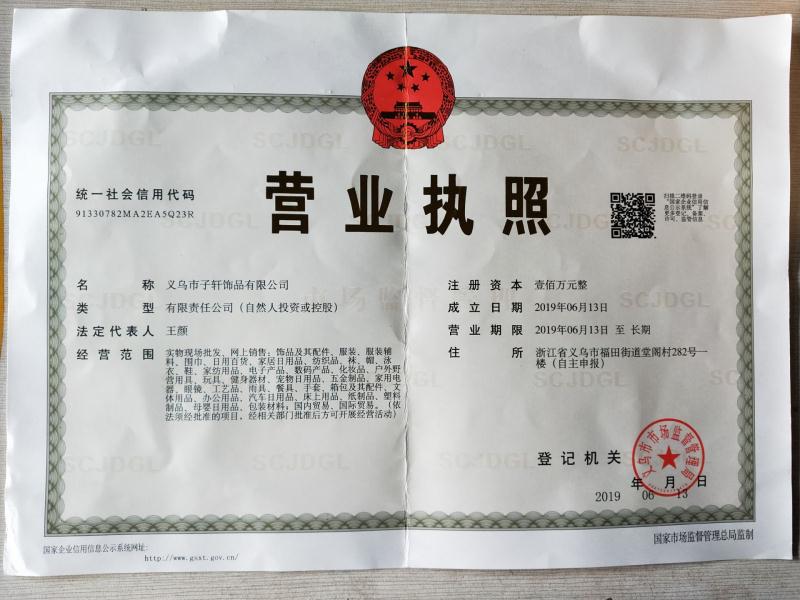 营业执照
统一社会信用代码
91330782MA2EA5Q23R
扫描二维码登录
“国家企业信用信
息公示系统”了解
更多登记、备案、
许可、监管信息
名 称 义乌市子轩饰品有限公司
类 型 有限责任公司(自然人投资或控股)
法定代表人 王颜
经营范围 实物现场批发、网上销售:饰品及其配件、服装、服装辅
料、围巾、日用百货、家居日用品、纺织品、袜、帽、泳
衣、鞋、家纺用品、电子产品、数码产品、化妆品、户外野
营用具、玩具、健身器材、宠物日用品、五金制品、家用电
器、眼镜、工艺品、雨具、餐具、手套、箱包及其配件、文
体用品、办公用品、汽车日用品、床上用品、纸制品、塑料
制品、母婴日用品、包装材料;国内贸易、国际贸易。(依
法须经批准的项目,经相关部门批准后方可开展经营活动)
注册资本 壹佰万元整
成立日期 2019年06月13日
营业期限 2019年06月13日 至 长期
住 所 浙江省义乌市福田街道堂阁村282号一
楼(自主申报)
登记机关
义乌市市场监督管理局
年 月 日
2019 06 13
国家企业信用信息公示系统网址:
http://www.gsxt.gov.cn/
国家市场监督管理总局监制
SCJDGL
SCJDGL
SCJDGL
SCJDGL
SCJDGL
SCJDGL